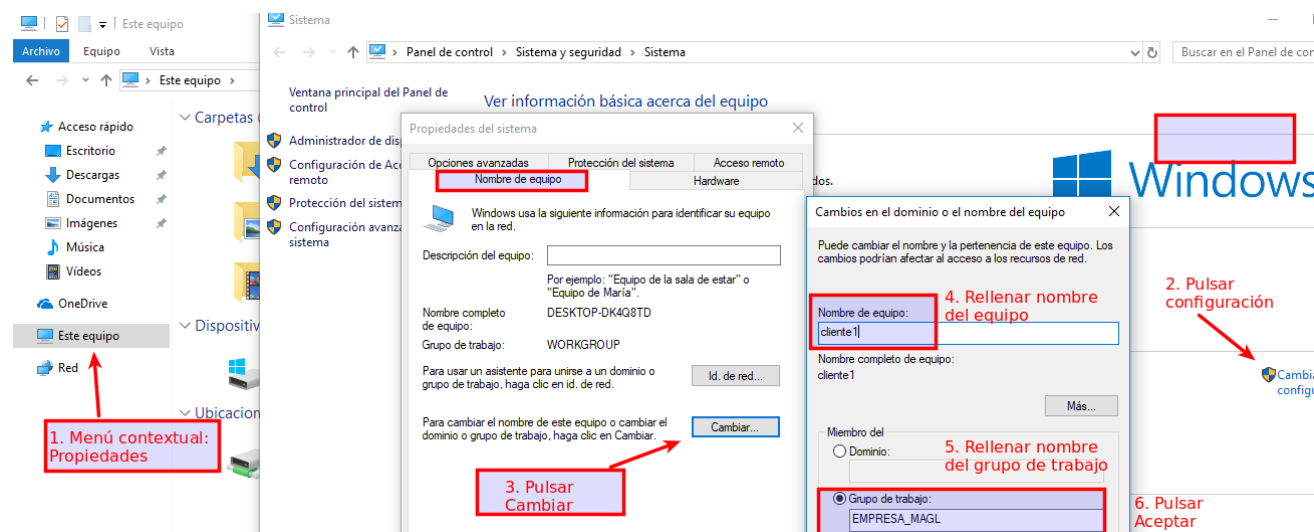 Este equipo
Archivo Equipo Vista
Este equipo
Acceso rápido
Escritorio
Descargas
Documentos
Imágenes
Música
Vídeos
OneDrive
Este equipo
Red
Carpetas
Dispositiv
Ubicacion
1. Menú contextual:
Propiedades
Sistema
Panel de control > Sistema y seguridad > Sistema
Buscar en el Panel de con
Ventana principal del Panel de
control
Administrador de dis
Configuración de Acc
remoto
Protección del sistem
Configuración avanza
sistema
Ver información básica acerca del equipo
dos.
Windows
2. Pulsar
configuración
Cambia
configu
Propiedades del sistema
Opciones avanzadas Protección del sistema Acceso remoto
Nombre de equipo Hardware
Windows usa la siguiente información para identificar su equipo
en la red.
Descripción del equipo:
Por ejemplo: "Equipo de la sala de estar" o
"Equipo de María".
Nombre completo
de equipo:
DESKTOP-DK4Q8TD
Grupo de trabajo: WORKGROUP
Para usar un asistente para unirse a un dominio o
grupo de trabajo, haga clic en id. de red.
Id. de red...
Para cambiar el nombre de este equipo o cambiar el
dominio o grupo de trabajo, haga clic en Cambiar.
Cambiar...
3. Pulsar
Cambiar
Cambios en el dominio o el nombre del equipo
Puede cambiar el nombre y la pertenencia de este equipo. Los
cambios podrían afectar al acceso a los recursos de red.
4. Rellenar nombre
del equipo
Nombre de equipo:
cliente1
Nombre completo de equipo:
cliente1
Más...
Miembro del
Dominio:
5. Rellenar nombre
del grupo de trabajo
Grupo de trabajo:
EMPRESA_MAGL
6. Pulsar
Aceptar